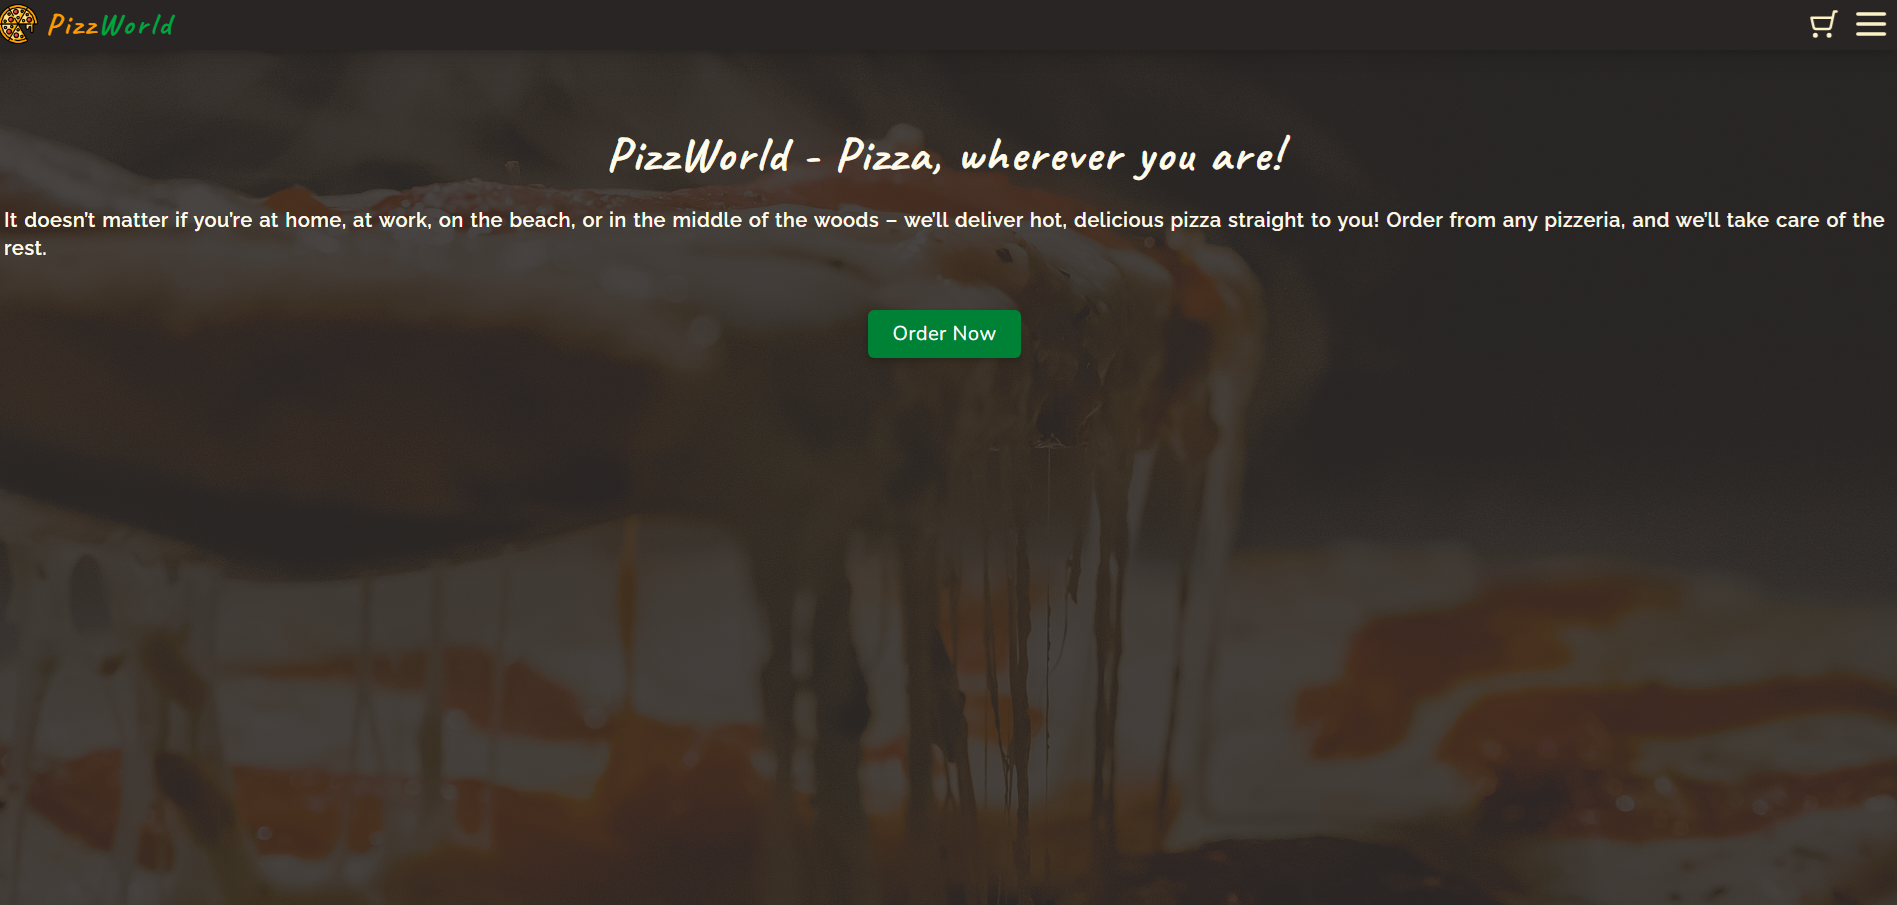 PizzWorld
PizzWorld - Pizza, wherever you are!
It doesn’t matter if you’re at home, at work, on the beach, or in the middle of the woods – we’ll deliver hot, delicious pizza straight to you! Order from any pizzeria, and we’ll take care of the
rest.
Order Now